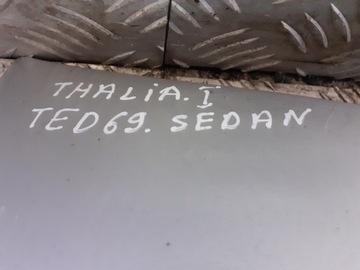 THALIA. I
TED69. SEDAN